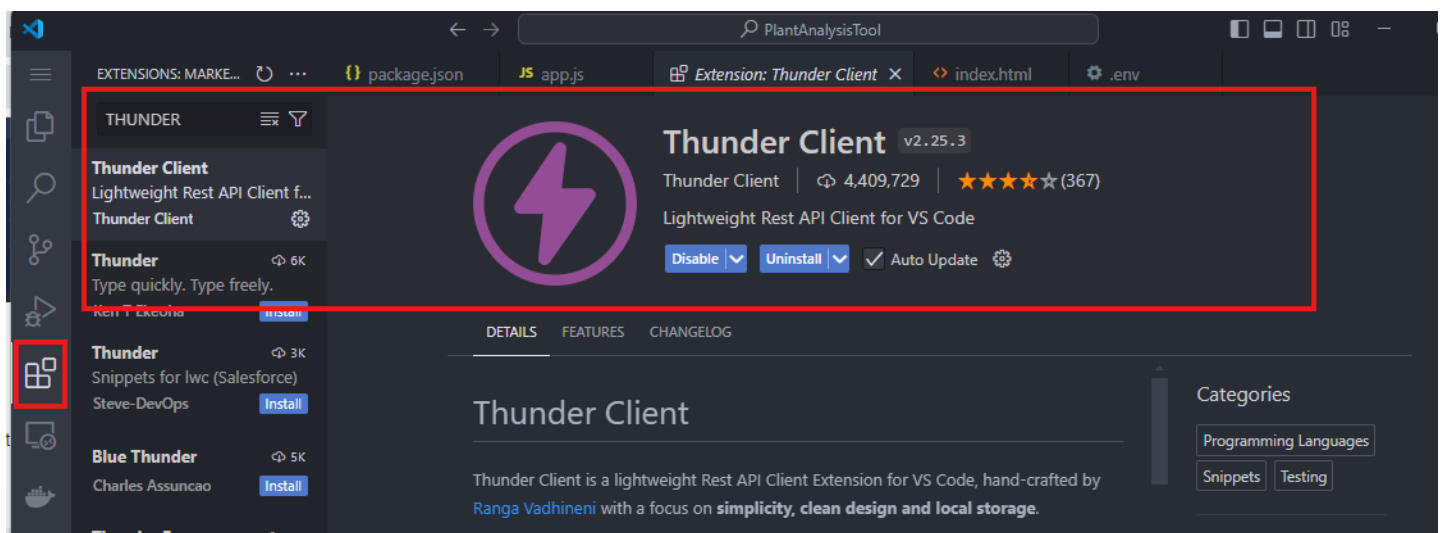 PlantAnalysisTool
EXTENSIONS: MARKE...
{} package.json
JS app.js
Extension: Thunder Client
<> index.html
.env
THUNDER
Thunder Client
Lightweight Rest API Client f...
Thunder Client
Thunder 6K
Type quickly. Type freely.
Ken T Ekeoha Install
Thunder 3K
Snippets for lwc (Salesforce)
Steve-DevOps Install
Blue Thunder 5K
Charles Assuncao Install
Thunder Client v2.25.3
Thunder Client 4,409,729 (367)
Lightweight Rest API Client for VS Code
Disable Uninstall Auto Update
DETAILS FEATURES CHANGELOG
Thunder Client
Thunder Client is a lightweight Rest API Client Extension for VS Code, hand-crafted by
Ranga Vadhineni with a focus on simplicity, clean design and local storage.
Categories
Programming Languages
Snippets Testing